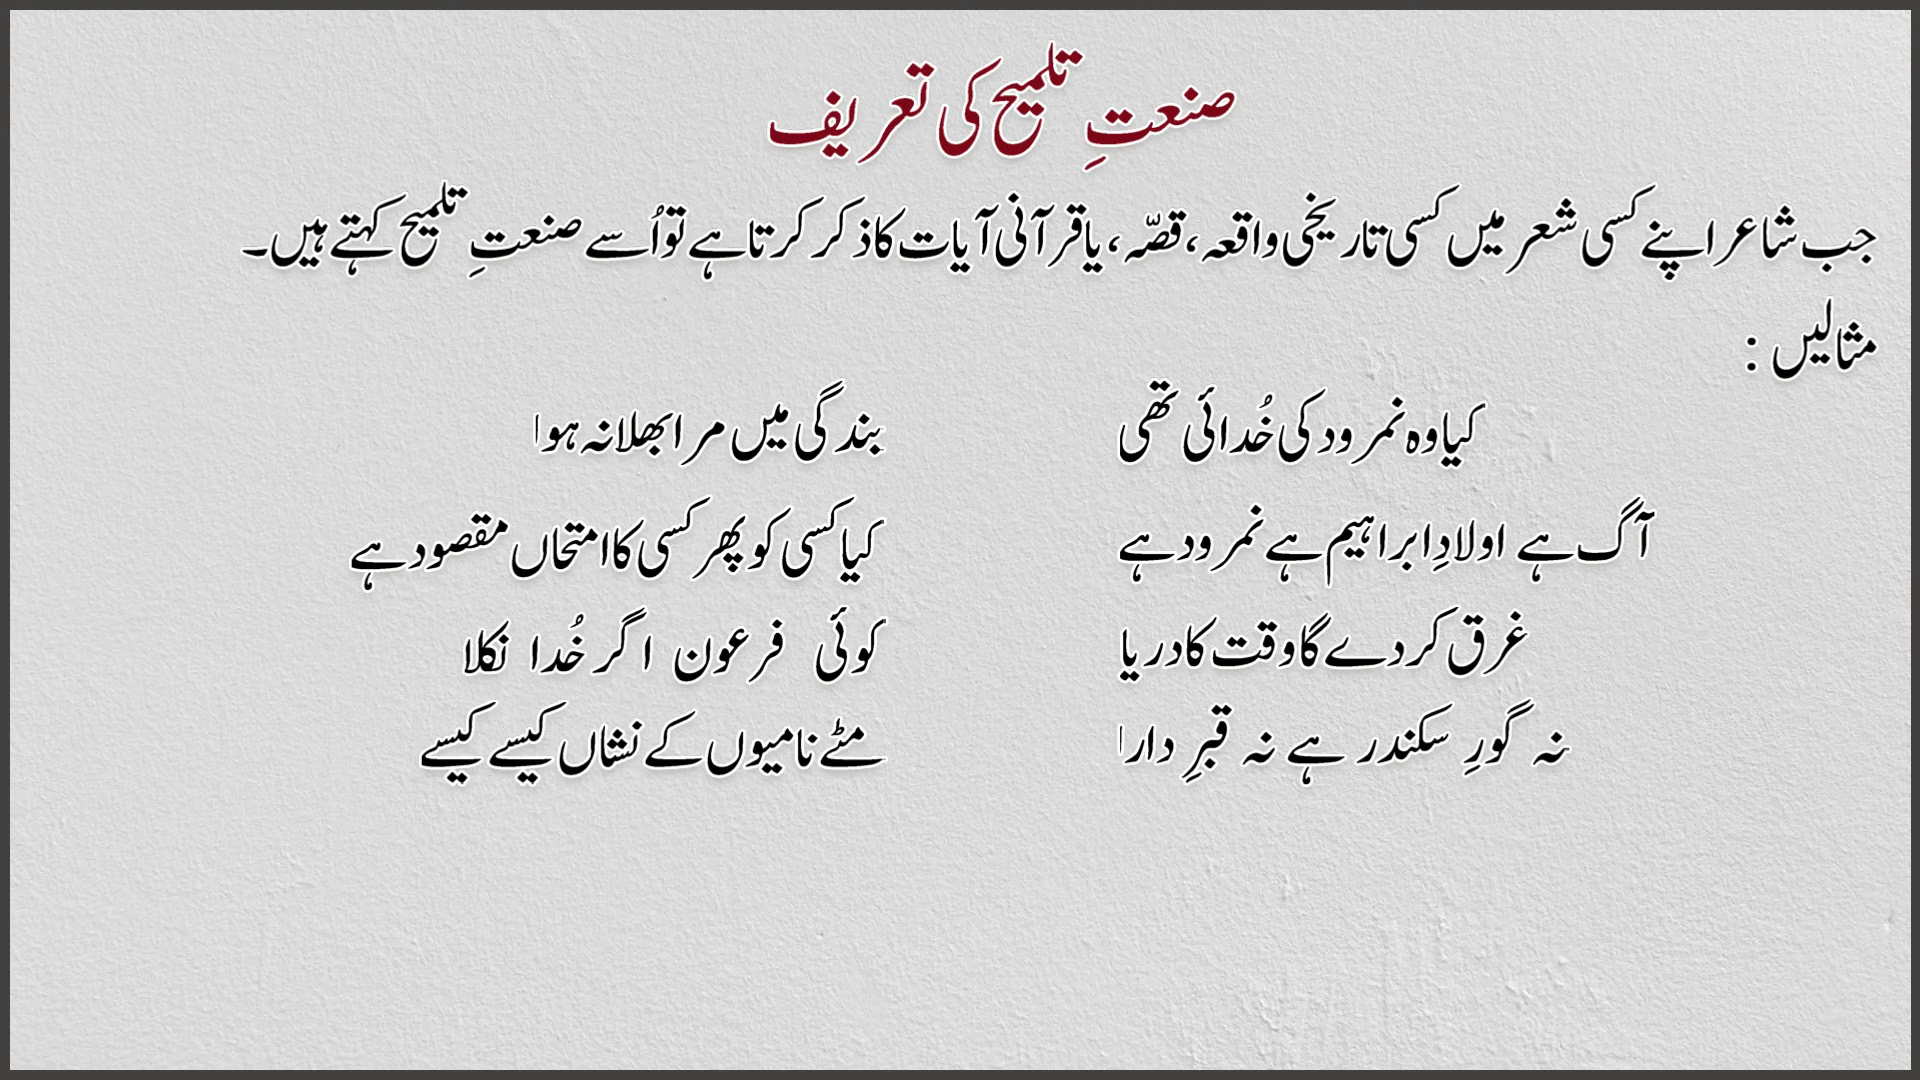 صنعتِ تلمیح کی تعریف
جب شاعر اپنے کسی شعر میں کسی تاریخی واقعہ، قصّہ، یا قرآنی آیات کا ذکر کرتا ہے تو اُسے صنعتِ تلمیح کہتے ہیں۔
مثالیں :
کیا وہ نمرود کی خُدائی تھی بندگی میں مرا بھلا نہ ہوا
آگ ہے اولادِ ابراہیم ہے نمرود ہے کیا کسی کو پھر کسی کا امتحاں مقصود ہے
غرق کر دے گا وقت کا دریا کوئی فرعون اگر خُدا نکلا
نہ گورِ سکندر ہے نہ قبرِ دارا مٹے نامیوں کے نشاں کیسے کیسے